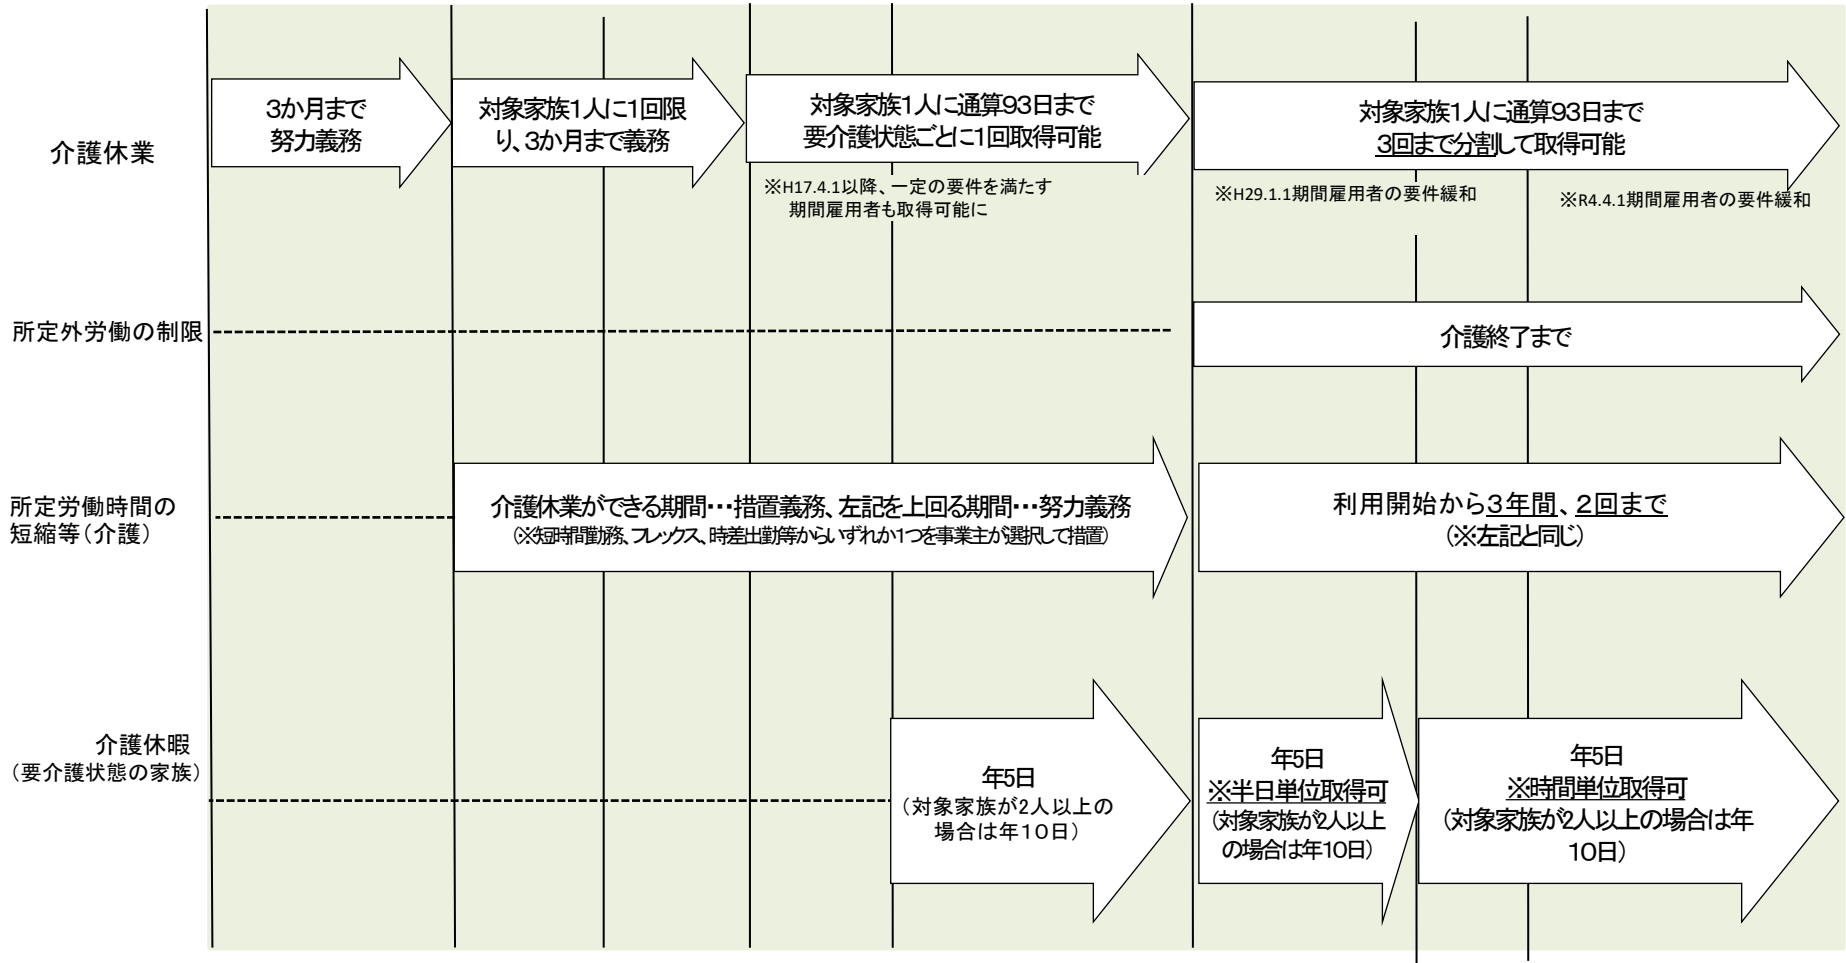 介護休業
3か月まで
努力義務
対象家族1人に1回限
り、3か月まで義務
対象家族1人に通算93日まで
要介護状態ごとに1回取得可能
※H17.4.1以降、一定の要件を満たす
期間雇用者も取得可能に
対象家族1人に通算93日まで
3回まで分割して取得可能
※H29.1.1期間雇用者の要件緩和
※R4.4.1期間雇用者の要件緩和
所定外労働の制限
介護終了まで
所定労働時間の
短縮等(介護)
介護休業ができる期間…措置義務、左記を上回る期間…努力義務
(※短時間勤務、フレックス、時差出勤等からいずれか1つを事業主が選択して措置)
利用開始から3年間、2回まで
(※左記と同じ)
介護休暇
(要介護状態の家族)
年5日
(対象家族が2人以上の
場合は年10日)
年5日
※半日単位取得可
(対象家族が2人以上
の場合は年10日)
年5日
※時間単位取得可
(対象家族が2人以上の場合は年
10日)